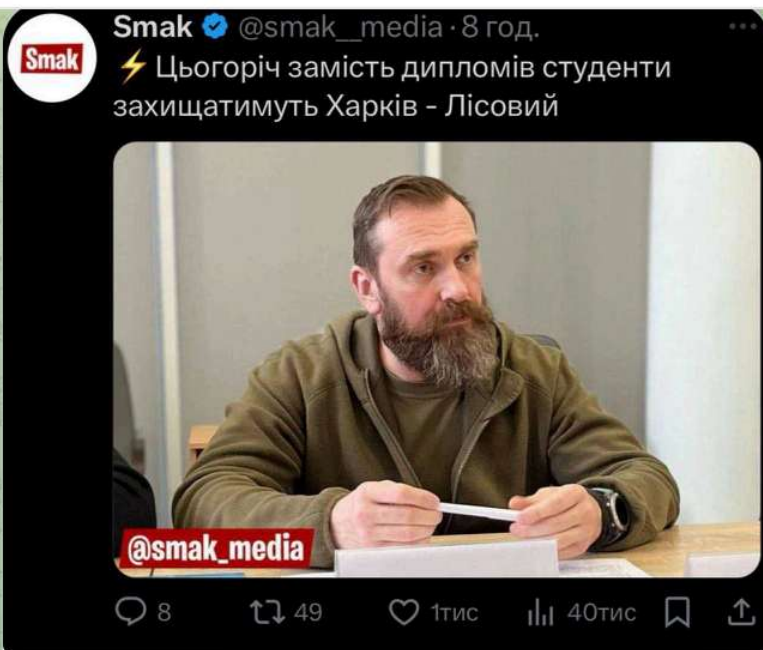 Smak @smak__media · 8 год.
Smak
⚡ Цьогоріч замість дипломів студенти
захищатимуть Харків - Лісовий
@smak_media
8 49 1тис 40тис